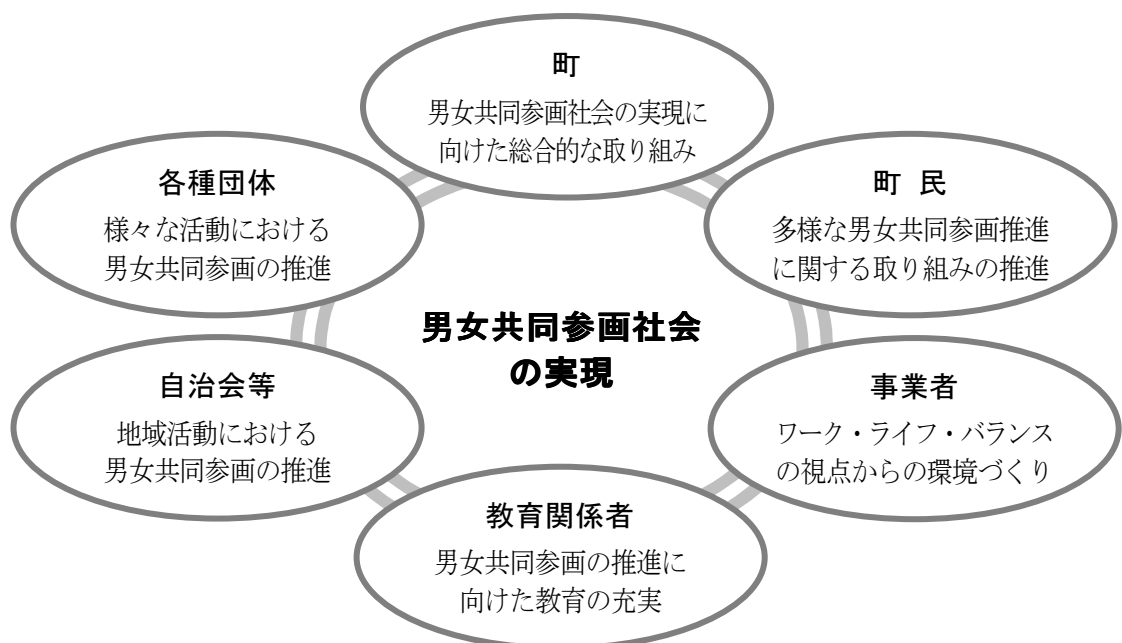 町
男女共同参画社会の実現に
向けた総合的な取り組み
各種団体
様々な活動における
男女共同参画の推進
町 民
多様な男女共同参画推進
に関する取り組みの推進
男女共同参画社会
の実現
自治会等
地域活動における
男女共同参画の推進
事業者
ワーク・ライフ・バランス
の視点からの環境づくり
教育関係者
男女共同参画の推進に
向けた教育の充実